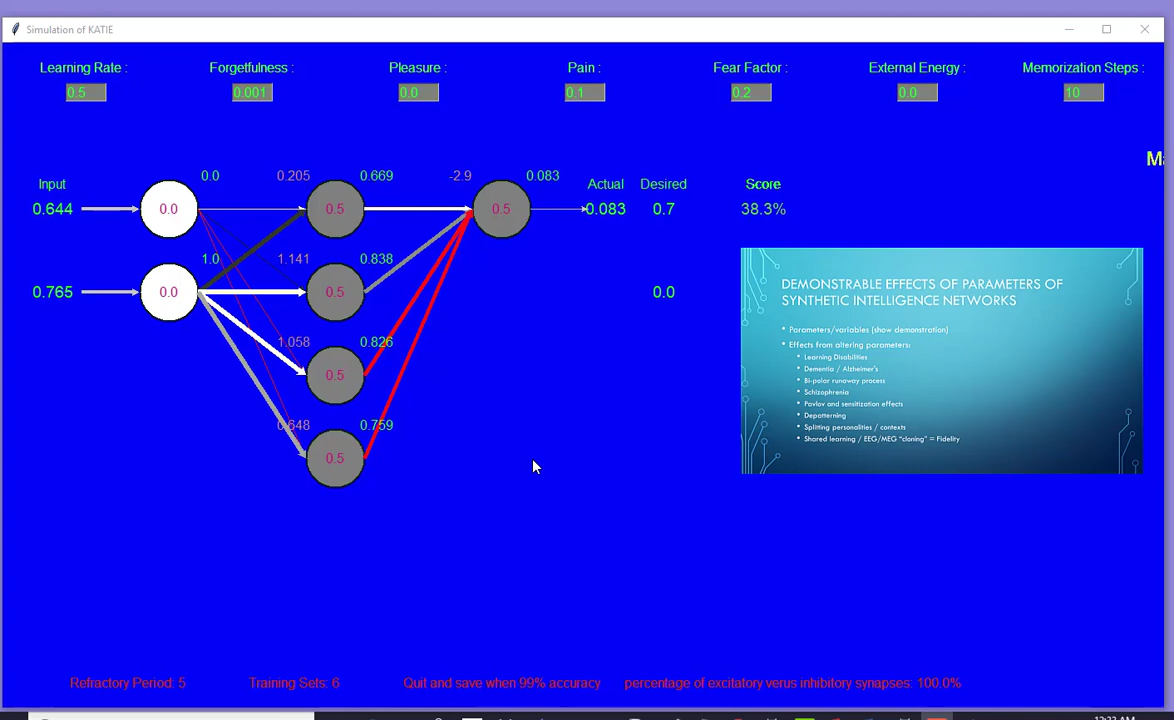 Simulation of KATIE
Learning Rate : Forgetfulness : Pleasure : Pain : Fear Factor : External Energy : Memorization Steps :
0.5 0.001 0.0 0.1 0.2 0.0 10
0.0 0.205 0.669 -2.9 0.083
Input Actual Desired Score
0.644 0.0 0.5 0.5 0.083 0.7 38.3%
1.0 1.141 0.838
0.765 0.0 0.5 0.0
1.058 0.826
0.5
0.648 0.759
0.5
DEMONSTRABLE EFFECTS OF PARAMETERS OF
SYNTHETIC INTELLIGENCE NETWORKS
• Parameters/variables (show demonstration)
• Effects from altering parameters:
• Learning Disabilities
• Dementia / Alzheimer's
• Bi-polar runaway process
• Schizophrenia
• Pavlov and sensitization effects
• Depatterning
• Splitting personalities / contexts
• Shared learning / EEG/MEG "cloning" = Fidelity
Refractory Period: 5 Training Sets: 6 Quit and save when 99% accuracy percentage of excitatory verus inhibitory synapses: 100.0%